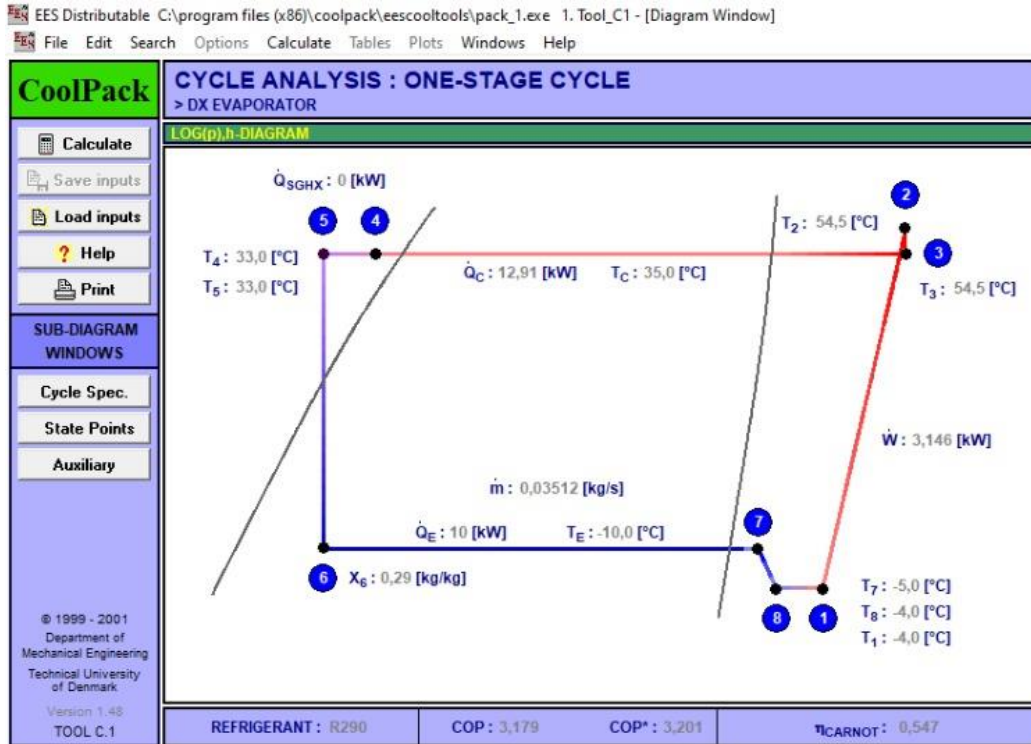 EES Distributable C:\program files (x86)\coolpack\eescooltools\pack_1.exe 1. Tool_C1 - [Diagram Window]
File Edit Search Options Calculate Tables Plots Windows Help
CoolPack
CYCLE ANALYSIS : ONE-STAGE CYCLE
> DX EVAPORATOR
LOG(p),h-DIAGRAM
Calculate
Save inputs
Load inputs
Help
Print
SUB-DIAGRAM
WINDOWS
Cycle Spec.
State Points
Auxiliary
© 1999 - 2001
Department of
Mechanical Engineering
Technical University
of Denmark
Version 1.48
TOOL C.1
Q̇SGHX : 0 [kW]
5 4 2
T2 : 54,5 [°C]
3
T4 : 33,0 [°C]
T5 : 33,0 [°C]
Q̇C : 12,91 [kW] TC : 35,0 [°C]
T3 : 54,5 [°C]
Ẇ : 3,146 [kW]
ṁ : 0,03512 [kg/s]
Q̇E : 10 [kW] TE : -10,0 [°C]
7
6 X6 : 0,29 [kg/kg]
8 1
T7 : -5,0 [°C]
T8 : -4,0 [°C]
T1 : -4,0 [°C]
REFRIGERANT : R290 COP : 3,179 COP* : 3,201 ηCARNOT : 0,547